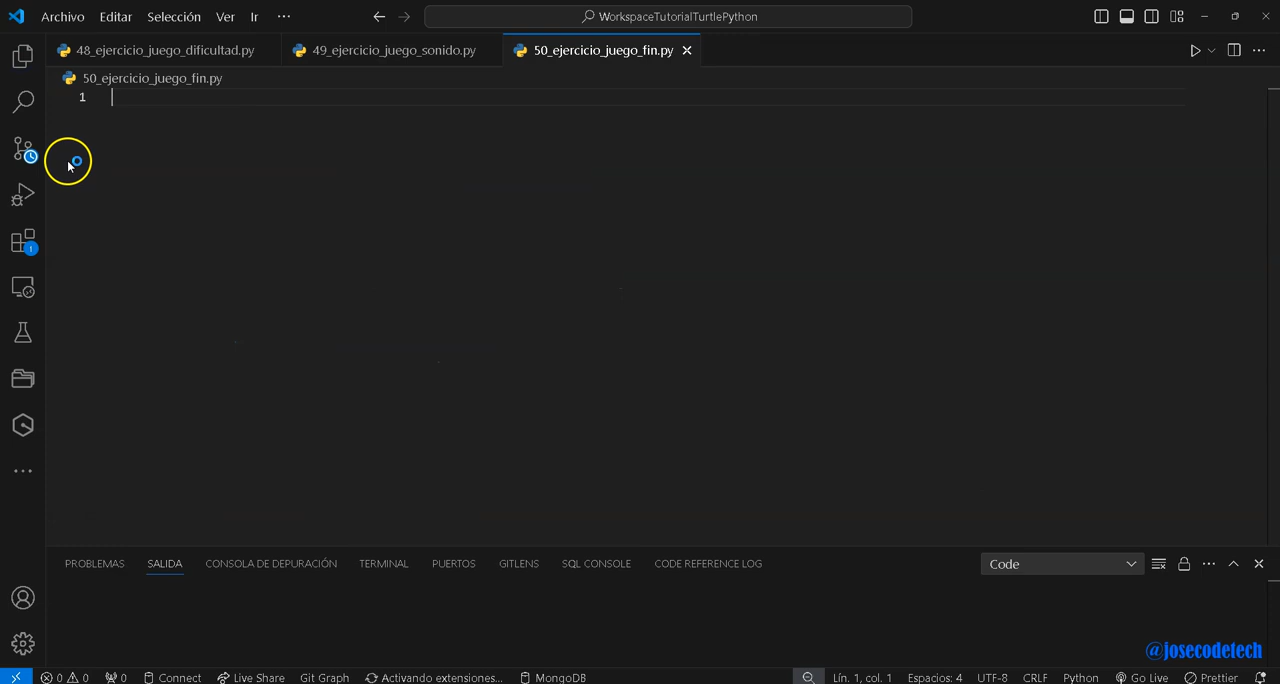 Archivo Editar Selección Ver Ir ··· WorkspaceTutorialTurtlePython
48_ejercicio_juego_dificultad.py 49_ejercicio_juego_sonido.py 50_ejercicio_juego_fin.py
50_ejercicio_juego_fin.py
1
1
PROBLEMAS SALIDA CONSOLA DE DEPURACIÓN TERMINAL PUERTOS GITLENS SQL CONSOLE CODE REFERENCE LOG Code
@josecodetech
0 0 0 Connect Live Share Git Graph Activando extensiones... MongoDB Lín. 1, col. 1 Espacios: 4 UTF-8 CRLF Python Go Live Prettier